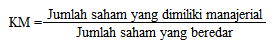 Jumlah saham yang dimiliki manajerial
KM =
Jumlah saham yang beredar